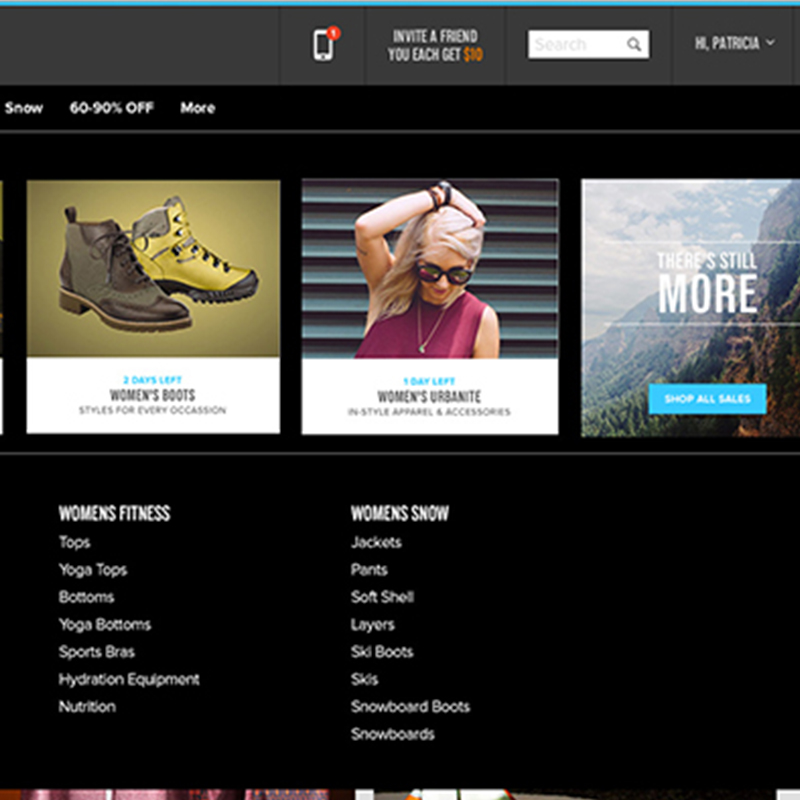 1
INVITE A FRIEND
YOU EACH GET $10
Search
HI, PATRICIA
Snow
60-90% OFF
More
2 DAYS LEFT
WOMEN'S BOOTS
STYLES FOR EVERY OCCASSION
1 DAY LEFT
WOMEN'S URBANITE
IN-STYLE APPAREL & ACCESSORIES
THERE'S STILL
MORE
SHOP ALL SALES
WOMENS FITNESS
Tops
Yoga Tops
Bottoms
Yoga Bottoms
Sports Bras
Hydration Equipment
Nutrition
WOMENS SNOW
Jackets
Pants
Soft Shell
Layers
Ski Boots
Skis
Snowboard Boots
Snowboards